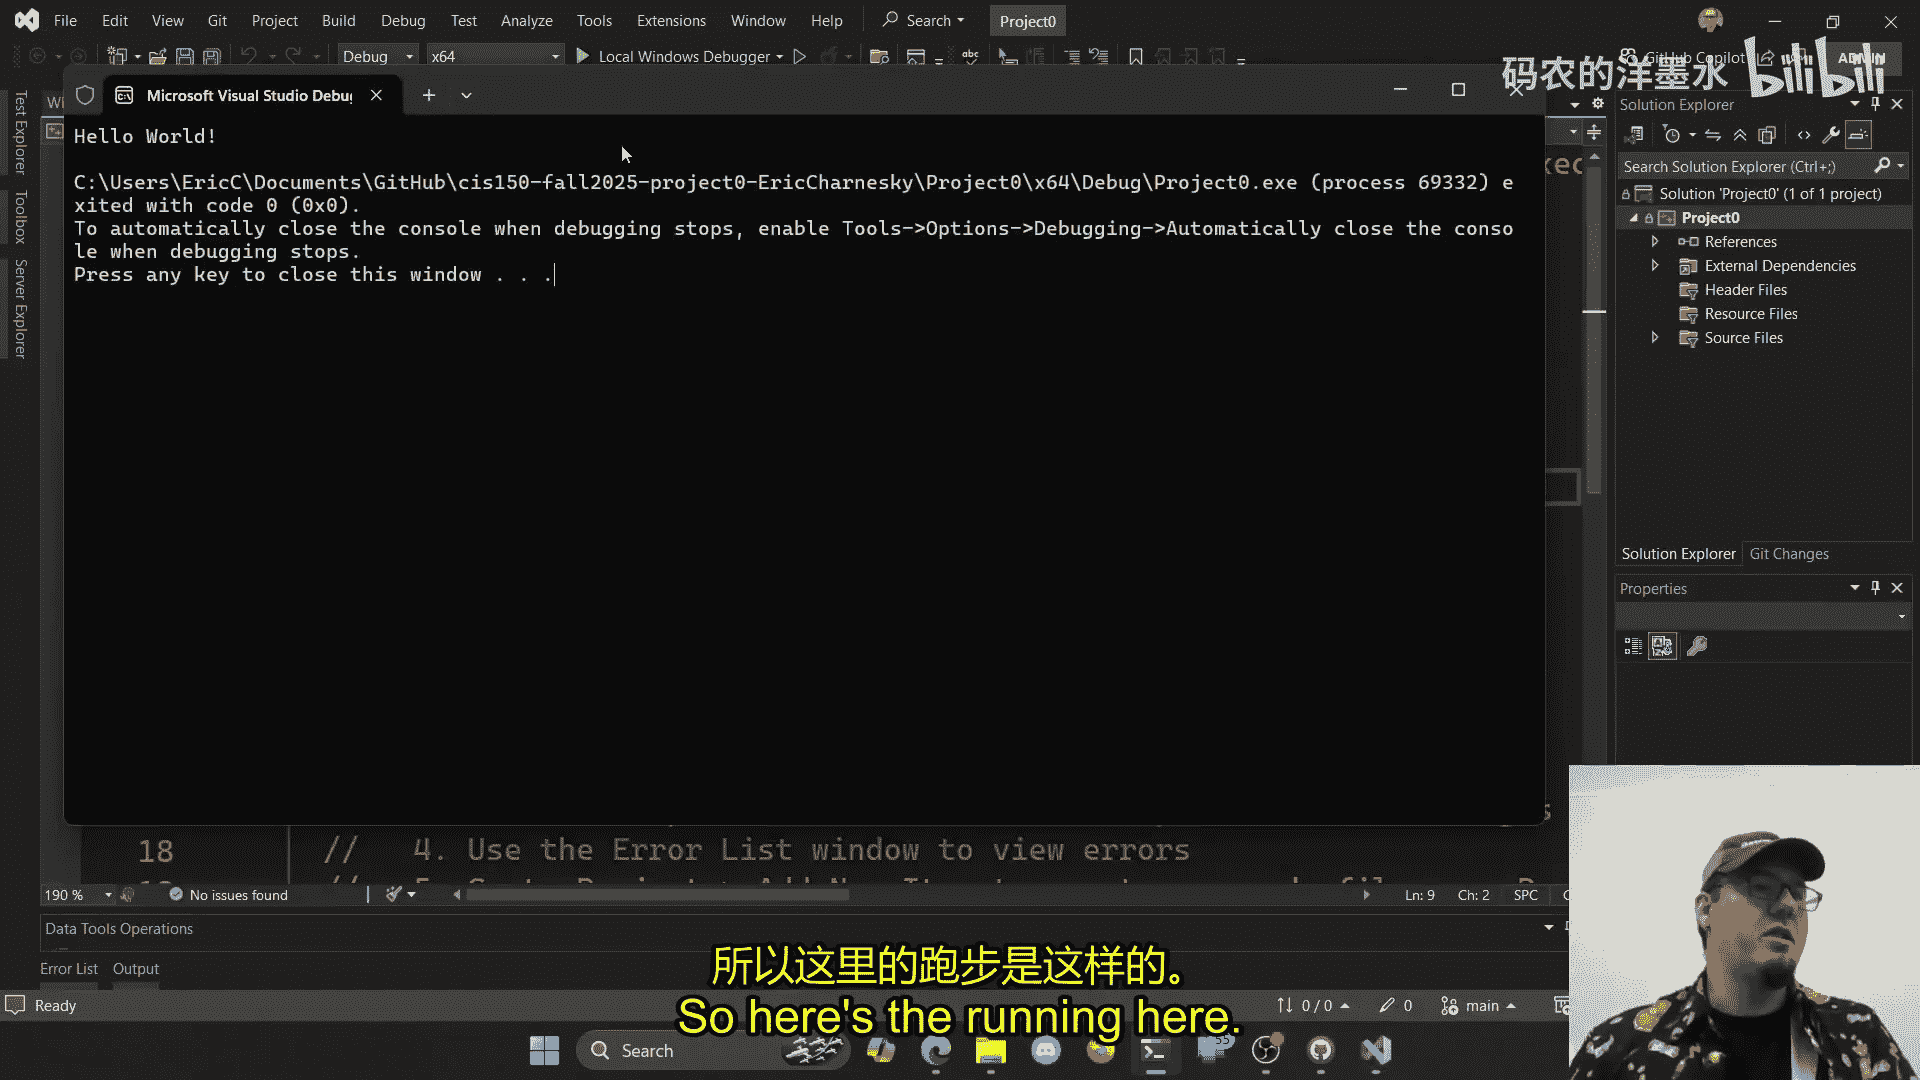 File Edit View Git Project Build Debug Test Analyze Tools Extensions Window Help Search Project0
Debug x64 Local Windows Debugger
GitHub Copilot
码农的洋墨水 bilibili
Microsoft Visual Studio Debu
Hello World!
C:\Users\EricC\Documents\GitHub\cis150-fall2025-project0-EricCharnesky\Project0\x64\Debug\Project0.exe (process 69332) e
xited with code 0 (0x0).
To automatically close the console when debugging stops, enable Tools->Options->Debugging->Automatically close the conso
le when debugging stops.
Press any key to close this window . . .
Test Explorer
Toolbox
Server Explorer
Solution Explorer
Search Solution Explorer (Ctrl+;)
Solution 'Project0' (1 of 1 project)
Project0
References
External Dependencies
Header Files
Resource Files
Source Files
Solution Explorer Git Changes
Properties
18 // 4. Use the Error List window to view errors
190 % No issues found Ln: 9 Ch: 2 SPC
Data Tools Operations
Error List Output
Ready 0 / 0 0 main
所以这里的跑步是这样的。
So here's the running here.
Search
55